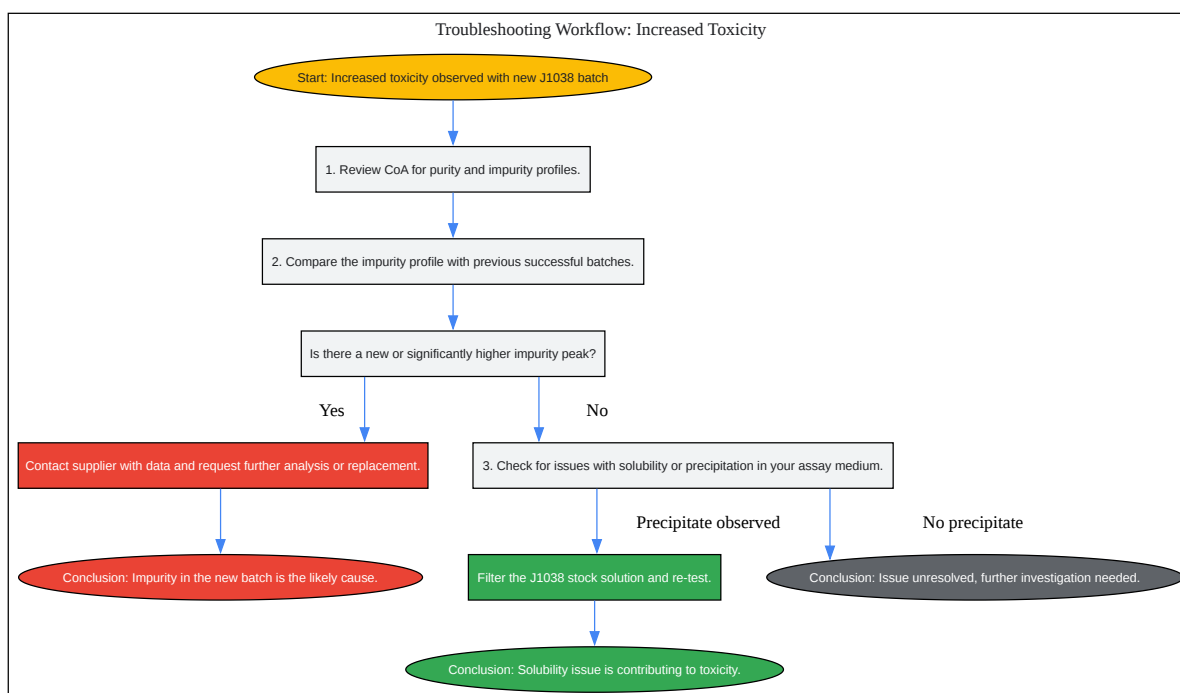 Troubleshooting Workflow: Increased Toxicity
Start: Increased toxicity observed with new J1038 batch
1. Review CoA for purity and impurity profiles.
2. Compare the impurity profile with previous successful batches.
Is there a new or significantly higher impurity peak?
Yes
No
Contact supplier with data and request further analysis or replacement.
3. Check for issues with solubility or precipitation in your assay medium.
Precipitate observed
No precipitate
Conclusion: Impurity in the new batch is the likely cause.
Filter the J1038 stock solution and re-test.
Conclusion: Issue unresolved, further investigation needed.
Conclusion: Solubility issue is contributing to toxicity.